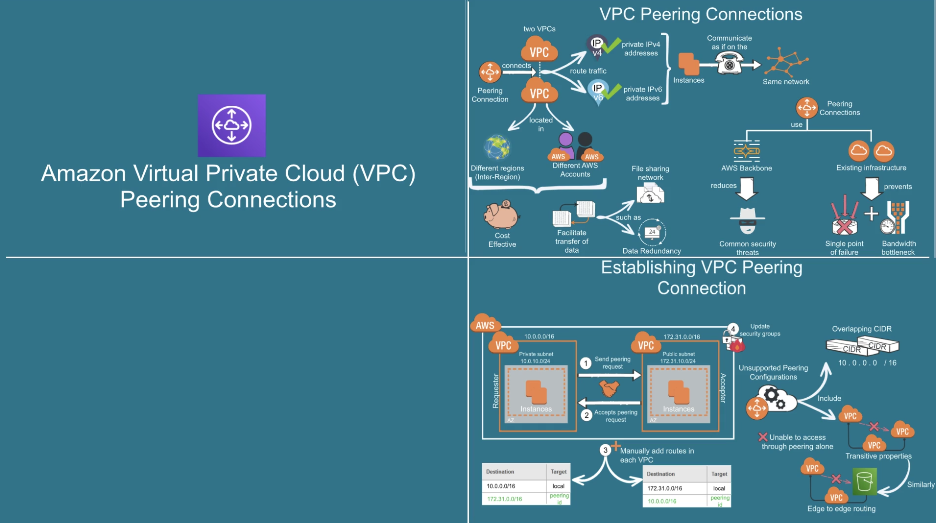 Amazon Virtual Private Cloud (VPC)
Peering Connections
VPC Peering Connections
two VPCs
VPC
connects
Peering
Connection
VPC
IP
v4
private IPv4
addresses
route traffic
IP
v6
private IPv6
addresses
Instances
Communicate
as if on the
Same network
located
in
Different regions
(Inter-Region)
AWS
AWS
Different AWS
Accounts
Cost
Effective
Facilitate
transfer of
data
such as
File sharing
network
24
Data Redundancy
Peering
Connections
use
AWS Backbone
Existing infrastructure
reduces
prevents
Common security
threats
Single point
of failure
+
Bandwidth
bottleneck
Establishing VPC Peering
Connection
AWS
VPC
10.0.0.0/16
Private subnet
10.0.10.0/24
Requester
Instances
AZ
1
Send peering
request
2
Accepts peering
request
VPC
172.31.0.0/16
Public subnet
172.31.10.0/24
Instances
AZ
Accepter
4
Update
security groups
3
Manually add routes in
each VPC
Destination Target
10.0.0.0/16 local
172.31.0.0/16 peering
id
Destination Target
172.31.0.0/16 local
10.0.0.0/16 peering
id
Overlapping CIDR
CIDR
CIDR
10.0.0.0 /16
Unsupported Peering
Configurations
Include
Unable to access
through peering alone
VPC
VPC
VPC
Transitive properties
Similarly
VPC
VPC
Edge to edge routing